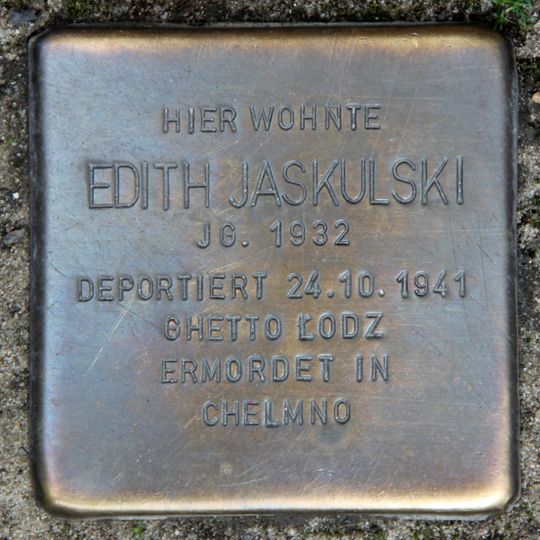 HIER WOHNTE
EDITH JASKULSKI
JG. 1932
DEPORTIERT 24.10.1941
GHETTO ŁODZ
ERMORDET IN
CHELMNO